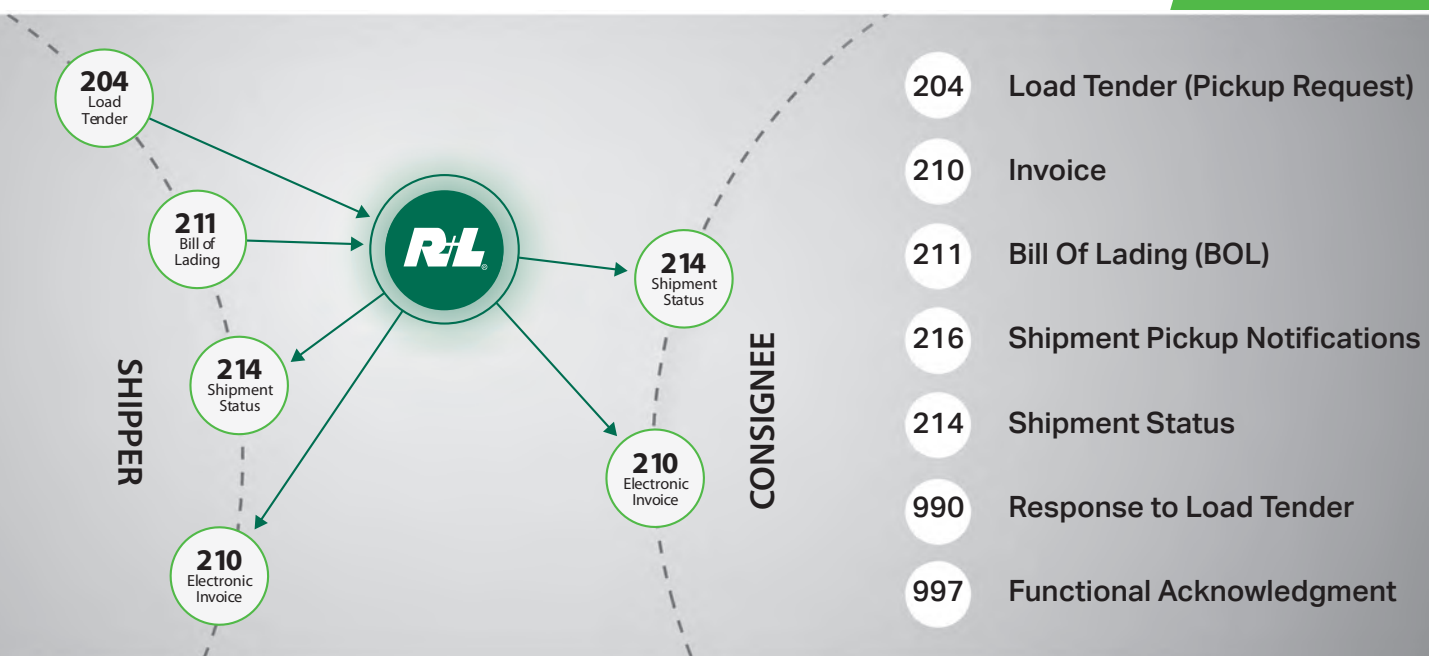 204
Load
Tender
211
Bill of
Lading
214
Shipment
Status
210
Electronic
Invoice
SHIPPER
R+L
®
214
Shipment
Status
210
Electronic
Invoice
CONSIGNEE
204 Load Tender (Pickup Request)
210 Invoice
211 Bill Of Lading (BOL)
216 Shipment Pickup Notifications
214 Shipment Status
990 Response to Load Tender
997 Functional Acknowledgment